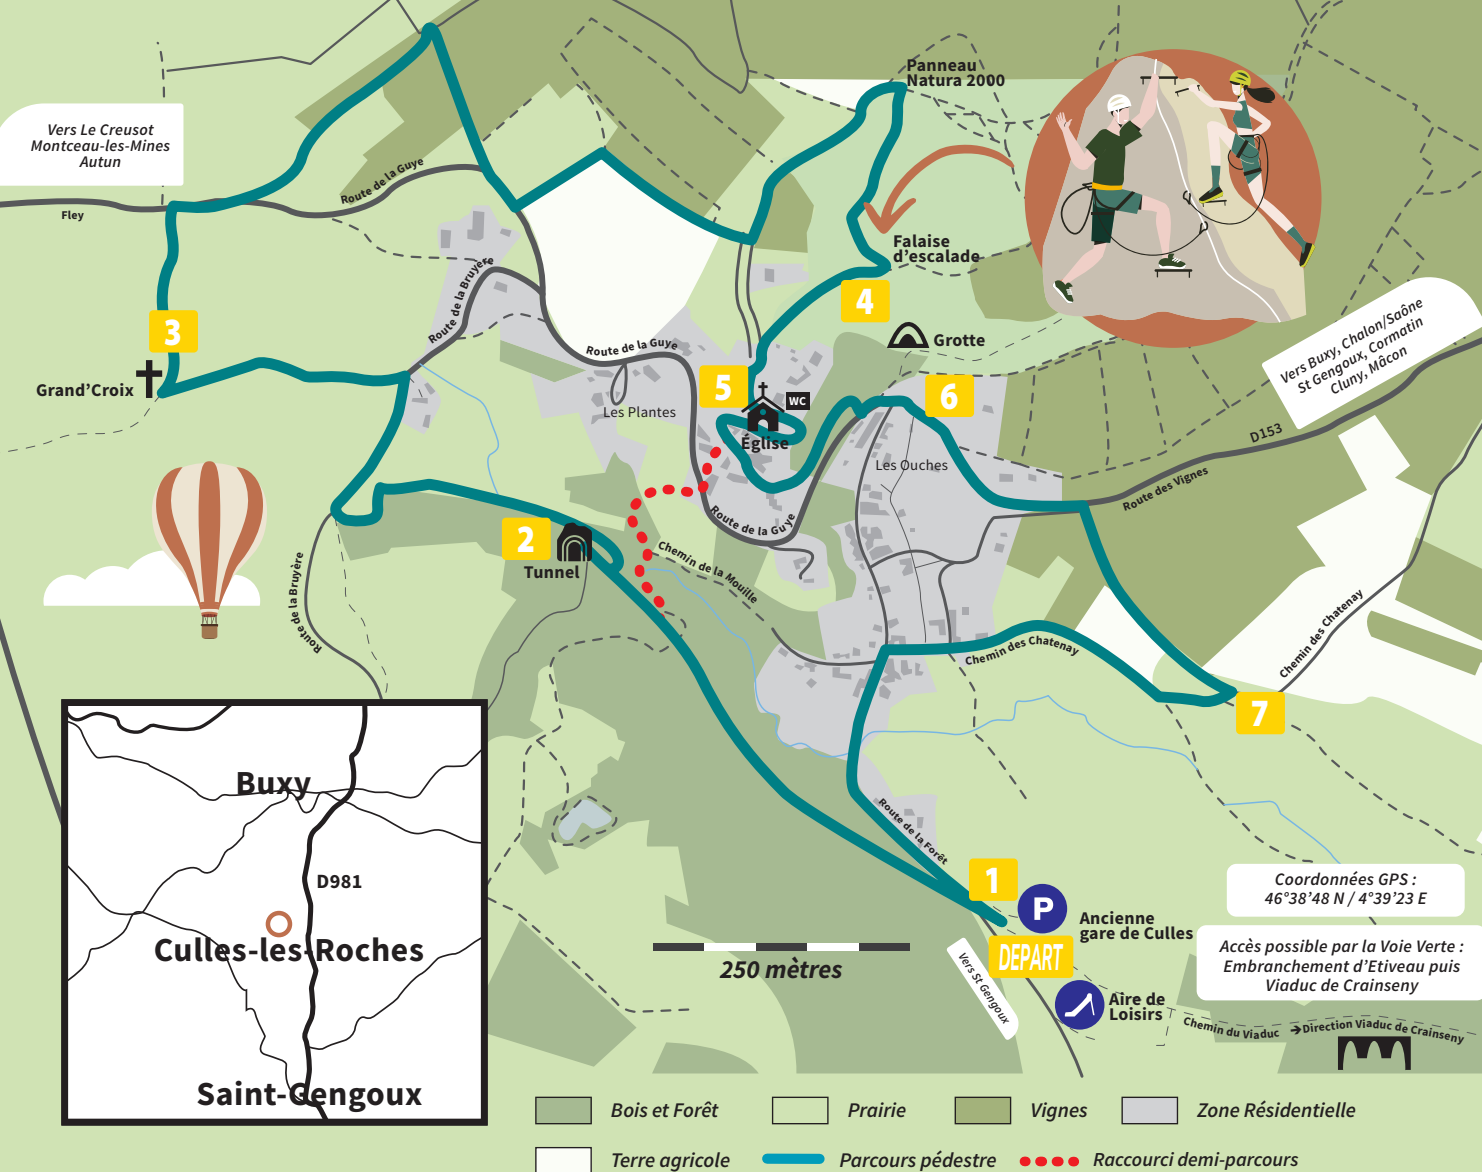 Panneau
Natura 2000
Vers Le Creusot
Montceau-les-Mines
Autun
Route de la Guye
Fley
Falaise
d'escalade
4
Route de la Bruyère
3
Grotte
Vers Buxy, Chalon/Saône
St Gengoux, Cormatin
Cluny, Mâcon
Route de la Guye
Grand'Croix
5
WC
6
Les Plantes
Église
D153
Les Ouches
Route des Vignes
Route de la Guye
2
Tunnel
Chemin de la Mouille
Route de la Bruyère
Chemin des Chatenay
Chemin des Chatenay
7
Buxy
D981
Culles-les-Roches
Saint-Gengoux
Route de la Forêt
1
P
Ancienne
gare de Culles
DEPART
250 mètres
Vers St Gengoux
Aire de
Loisirs
Coordonnées GPS :
46°38'48 N / 4°39'23 E
Accès possible par la Voie Verte :
Embranchement d'Etiveau puis
Viaduc de Crainseny
Chemin du Viaduc
➔Direction Viaduc de Crainseny
Bois et Forêt
Prairie
Vignes
Zone Résidentielle
Terre agricole
Parcours pédestre
Raccourci demi-parcours